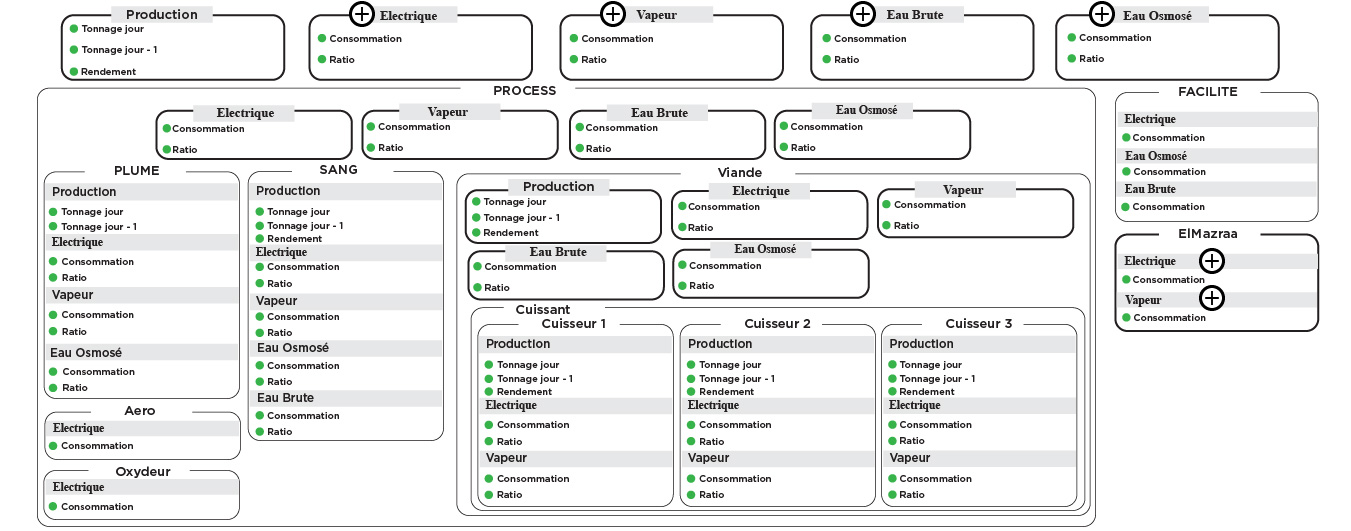 Production
Tonnage jour
Tonnage jour - 1
Rendement
Electrique
Consommation
Ratio
Vapeur
Consommation
Ratio
Eau Brute
Consommation
Ratio
Eau Osmosé
Consommation
Ratio
PROCESS
Electrique
Consommation
Ratio
Vapeur
Consommation
Ratio
Eau Brute
Consommation
Ratio
Eau Osmosé
Consommation
Ratio
PLUME
Production
Tonnage jour
Tonnage jour - 1
Electrique
Consommation
Ratio
Vapeur
Consommation
Ratio
Eau Osmosé
Consommation
Ratio
Aero
Electrique
Consommation
Oxydeur
Electrique
Consommation
SANG
Production
Tonnage jour
Tonnage jour - 1
Rendement
Electrique
Consommation
Ratio
Vapeur
Consommation
Ratio
Eau Osmosé
Consommation
Ratio
Eau Brute
Consommation
Ratio
Viande
Production
Tonnage jour
Tonnage jour - 1
Rendement
Electrique
Consommation
Ratio
Vapeur
Consommation
Ratio
Eau Brute
Consommation
Ratio
Eau Osmosé
Consommation
Ratio
Cuissant
Cuisseur 1
Production
Tonnage jour
Tonnage jour - 1
Rendement
Electrique
Consommation
Ratio
Vapeur
Consommation
Ratio
Cuisseur 2
Production
Tonnage jour
Tonnage jour - 1
Rendement
Electrique
Consommation
Ratio
Vapeur
Consommation
Ratio
Cuisseur 3
Production
Tonnage jour
Tonnage jour - 1
Rendement
Electrique
Consommation
Ratio
Vapeur
Consommation
Ratio
FACILITE
Electrique
Consommation
Eau Osmosé
Consommation
Eau Brute
Consommation
ElMazraa
Electrique
Consommation
Vapeur
Consommation